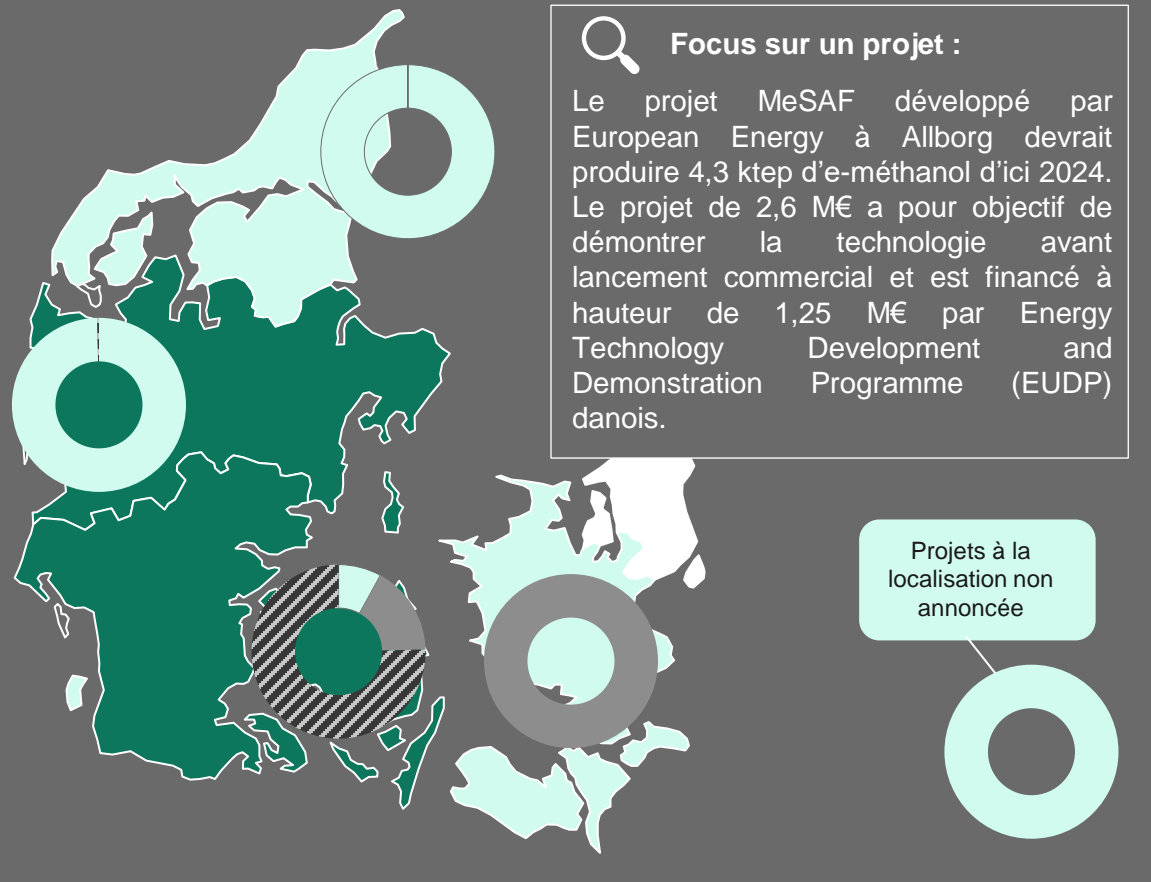 Focus sur un projet :
Le projet MeSAF développé par
European Energy à Allborg devrait
produire 4,3 ktep d'e-méthanol d'ici 2024.
Le projet de 2,6 M€ a pour objectif de
démontrer la technologie avant
lancement commercial et est financé à
hauteur de 1,25 M€ par Energy
Technology Development and
Demonstration Programme (EUDP)
danois.
Projets à la
localisation non
annoncée